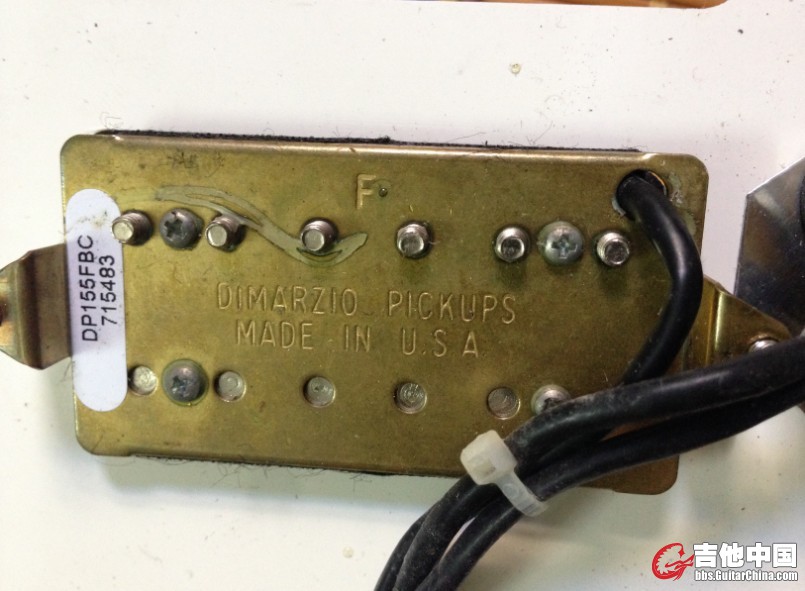 F
DP155FBC
715483
DIMARZIO PICKUPS
MADE IN U.S A
吉他中国
bbs.GuitarChina.com